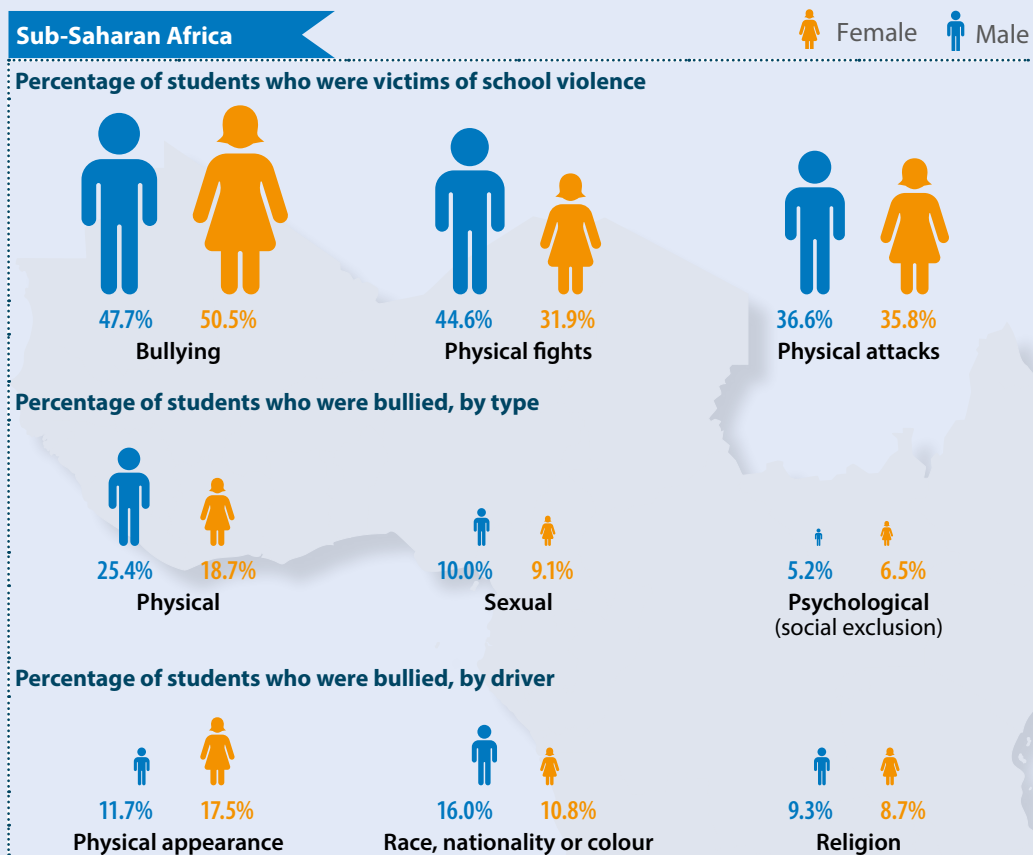 Sub-Saharan Africa
Female Male
Percentage of students who were victims of school violence
47.7% 50.5% 44.6% 31.9% 36.6% 35.8%
Bullying Physical fights Physical attacks
Percentage of students who were bullied, by type
25.4% 18.7% 10.0% 9.1% 5.2% 6.5%
Physical Sexual Psychological
(social exclusion)
Percentage of students who were bullied, by driver
11.7% 17.5% 16.0% 10.8% 9.3% 8.7%
Physical appearance Race, nationality or colour Religion